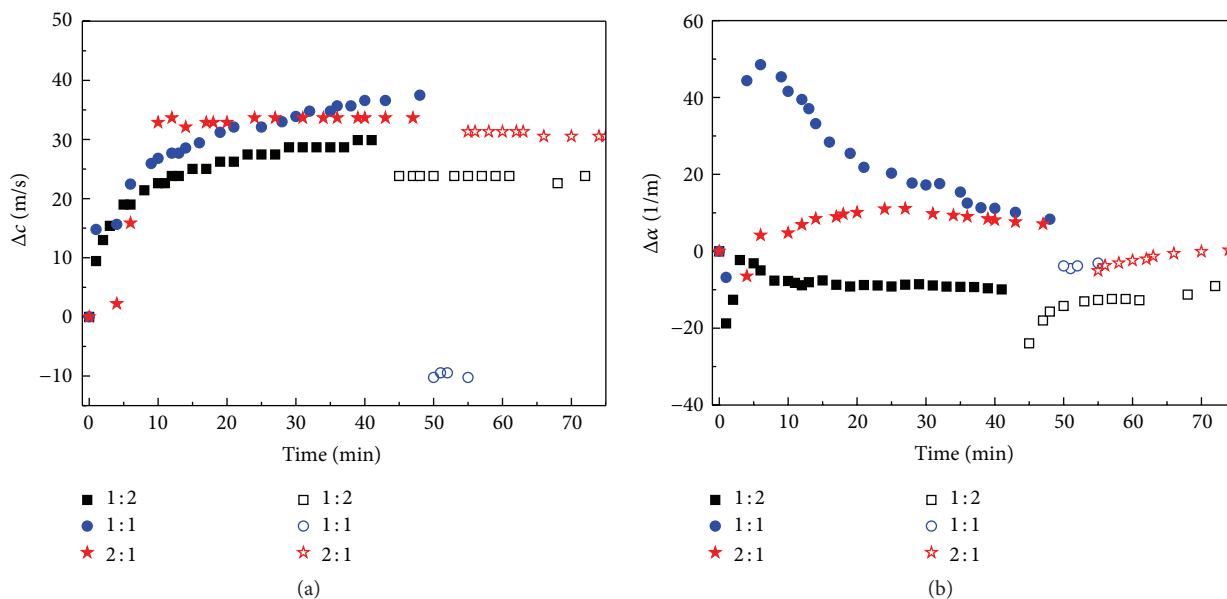 50
40
30
20
10
0
−10
Δc (m/s)
0 10 20 30 40 50 60 70
Time (min)
1 : 2 1 : 2
1 : 1 1 : 1
2 : 1 2 : 1
(a)
60
40
20
0
−20
−40
Δα (1/m)
0 10 20 30 40 50 60 70
Time (min)
1 : 2 1 : 2
1 : 1 1 : 1
2 : 1 2 : 1
(b)